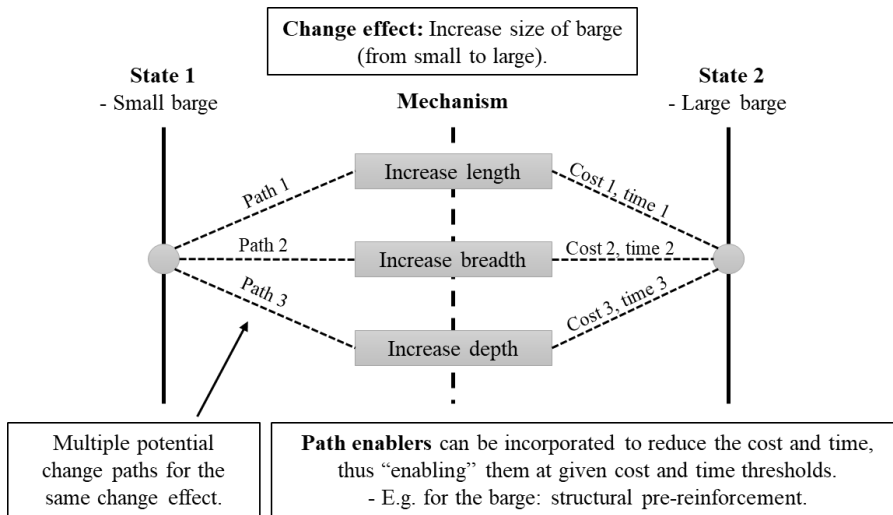 Change effect: Increase size of barge
(from small to large).
State 1
- Small barge
Mechanism
State 2
- Large barge
Path 1
Increase length
Cost 1, time 1
Path 2
Increase breadth
Cost 2, time 2
Path 3
Increase depth
Cost 3, time 3
Multiple potential
change paths for the
same change effect.
Path enablers can be incorporated to reduce the cost and time,
thus “enabling” them at given cost and time thresholds.
- E.g. for the barge: structural pre-reinforcement.